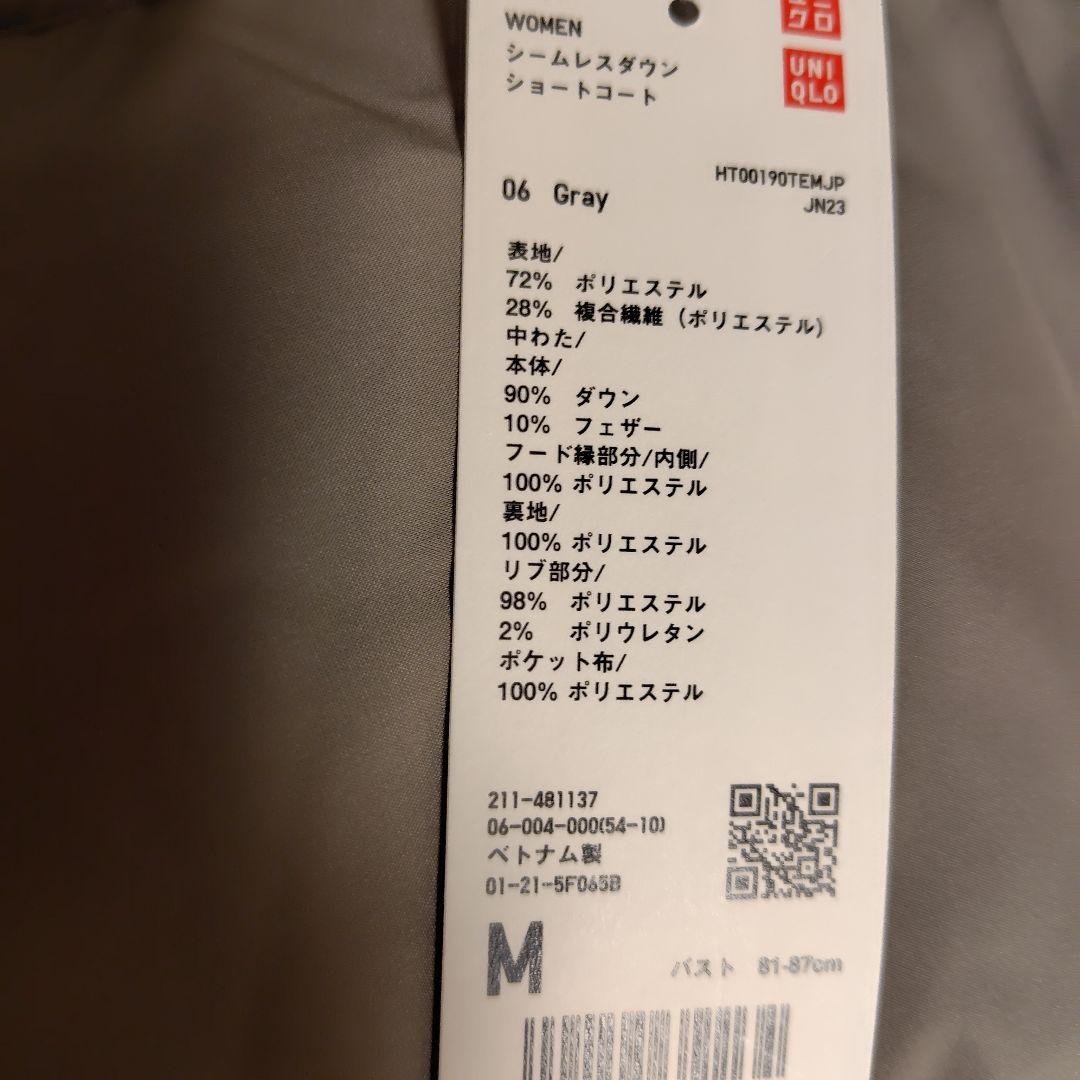 WOMEN
シームレスダウン
ショートコート
クロ
UNI
QLO
HT00190TEMJP
JN23
06 Gray
表地/
72% ポリエステル
28% 複合繊維（ポリエステル)
中わた/
本体/
90% ダウン
10% フェザー
フード縁部分/内側/
100% ポリエステル
裏地/
100% ポリエステル
リブ部分/
98% ポリエステル
2% ポリウレタン
ポケット布/
100% ポリエステル
211-481137
06-004-000(54-10)
ベトナム製
01-21-5F065B
M
バスト 81-87cm